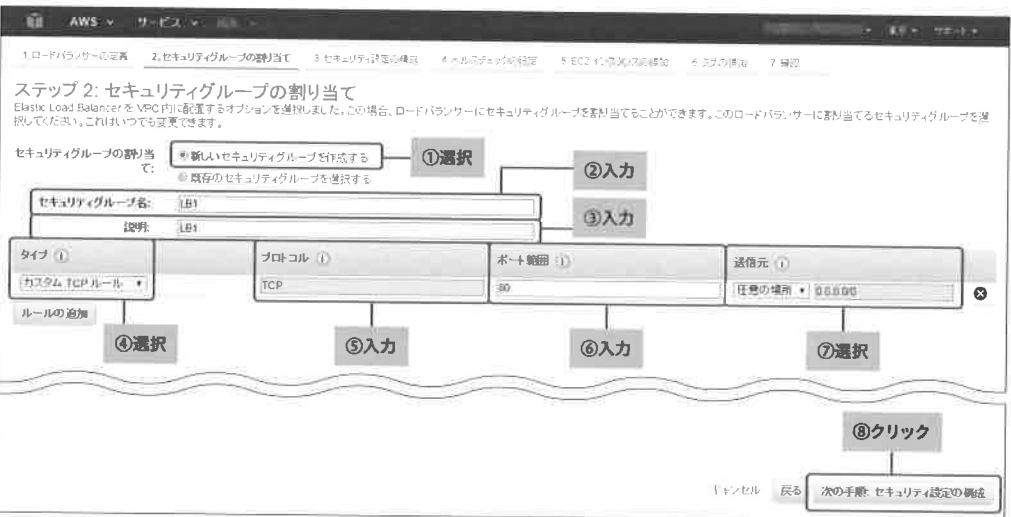 AWS サービス 編集
サポート
1.ロードバランサーの定義 2.セキュリティグループの割り当て 3.セキュリティ設定の構成 4.ヘルスチェックの設定 5.EC2 インスタンスの追加 6.タグの追加 7.確認
ステップ 2: セキュリティグループの割り当て
Elastic Load Balancer を VPC 内に配置するオプションを選択しました。この場合、ロードバランサーにセキュリティグループを割り当てることができます。このロードバランサーに割り当てるセキュリティグループを選
択してください。これはいつでも変更できます。
セキュリティグループの割り当
て:
新しいセキュリティグループを作成する
①選択
既存のセキュリティグループを選択する
②入力
セキュリティグループ名: LB1
③入力
説明: LB1
タイプ プロトコル ポート範囲 送信元
カスタム TCP ルール TCP 80 任意の場所 0.0.0.0/0
ルールの追加
④選択 ⑤入力 ⑥入力 ⑦選択
⑧クリック
キャンセル 戻る 次の手順: セキュリティ設定の構成